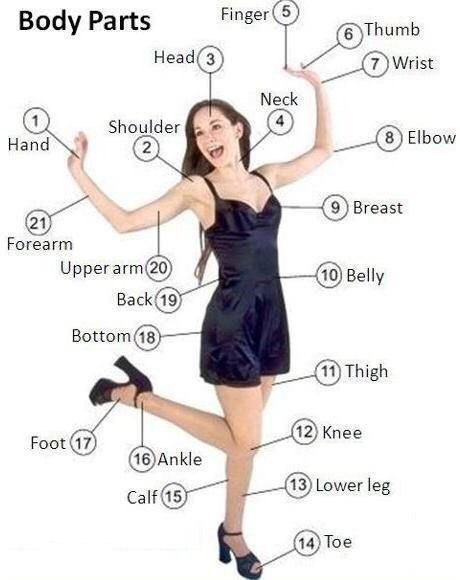 Body Parts
Finger 5
6 Thumb
Head 3
7 Wrist
Neck
4
1
Hand
Shoulder
2
8 Elbow
9 Breast
21
Forearm
Upper arm 20
10 Belly
Back 19
Bottom 18
11 Thigh
12 Knee
Foot 17
16 Ankle
13 Lower leg
Calf 15
14 Toe